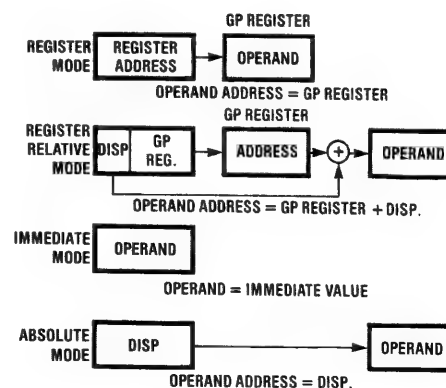 GP REGISTER
REGISTER MODE
REGISTER ADDRESS
OPERAND
OPERAND ADDRESS = GP REGISTER
GP REGISTER
REGISTER RELATIVE MODE
DISP
GP REG.
ADDRESS
+
OPERAND
OPERAND ADDRESS = GP REGISTER + DISP.
IMMEDIATE MODE
OPERAND
OPERAND = IMMEDIATE VALUE
ABSOLUTE MODE
DISP
OPERAND
OPERAND ADDRESS = DISP.